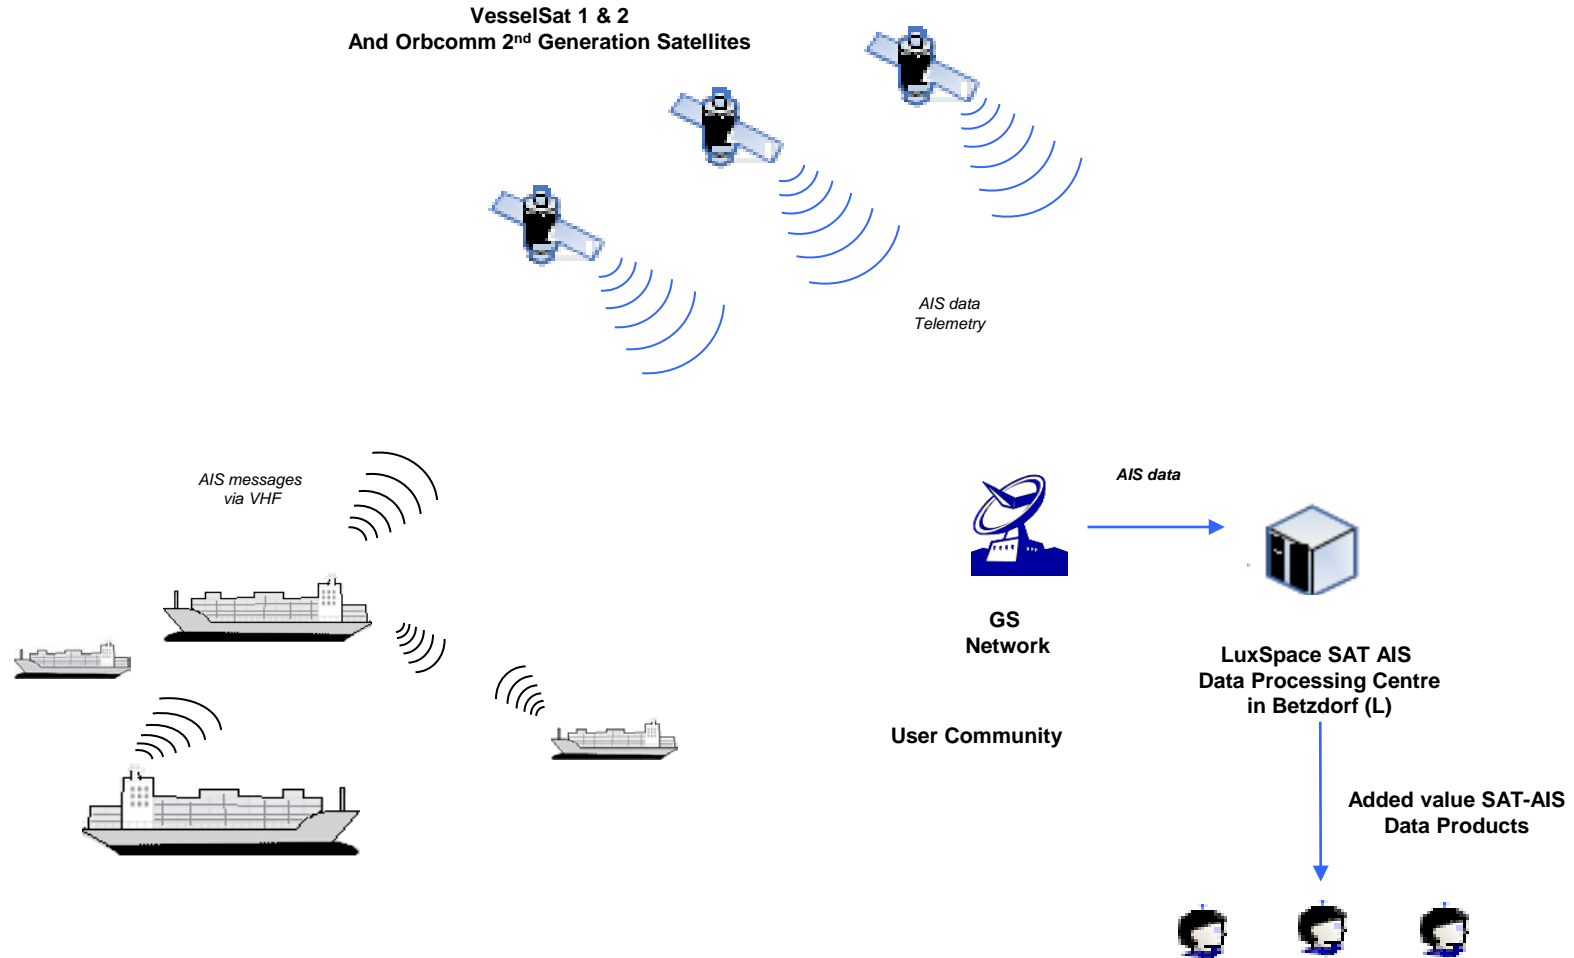 VesselSat 1 & 2
And Orbcomm 2nd Generation Satellites
AIS data
Telemetry
AIS messages
via VHF
AIS data
GS
Network
LuxSpace SAT AIS
Data Processing Centre
in Betzdorf (L)
User Community
Added value SAT-AIS
Data Products